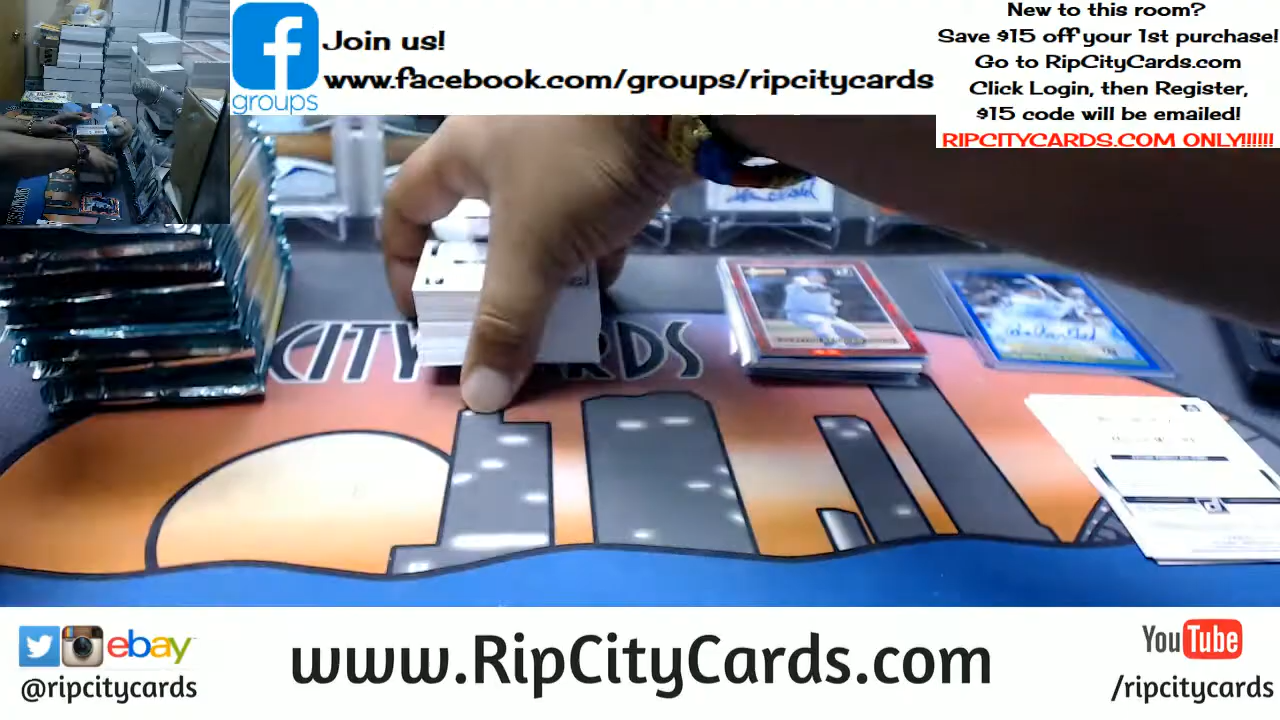 Join us!
www.facebook.com/groups/ripcitycards
groups
New to this room?
Save $15 off your 1st purchase!
Go to RipCityCards.com
Click Login, then Register,
$15 code will be emailed!
RIPCITYCARDS.COM ONLY!!!!!!
CITY CARDS
ebay
@ripcitycards
www.RipCityCards.com
YouTube
/ripcitycards